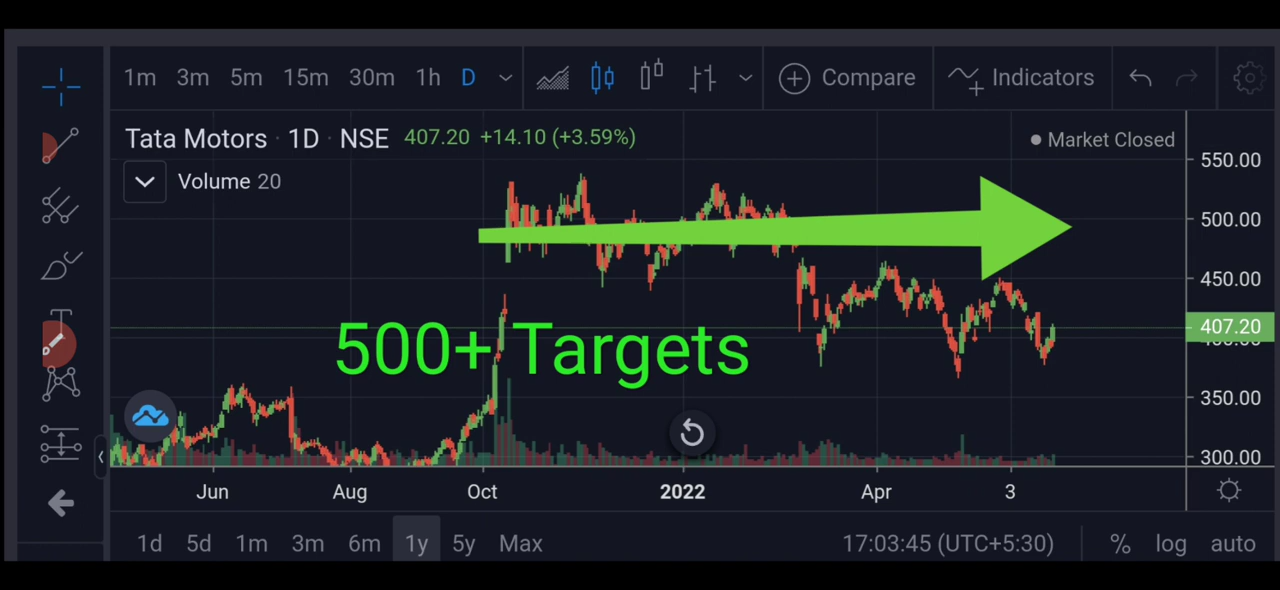 1m 3m 5m 15m 30m 1h D Compare Indicators
Tata Motors · 1D · NSE 407.20 +14.10 (+3.59%)
Market Closed
Volume 20
550.00
500.00
450.00
407.20
350.00
300.00
500+ Targets
Jun Aug Oct 2022 Apr 3
1d 5d 1m 3m 6m 1y 5y Max 17:03:45 (UTC+5:30) % log auto